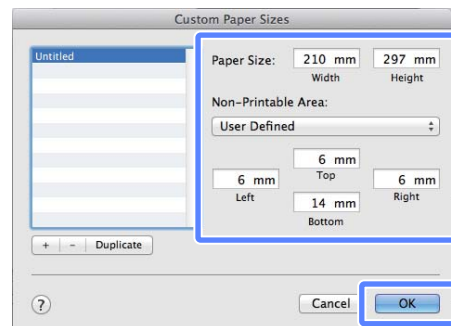 Custom Paper Sizes
Untitled
Paper Size: 210 mm 297 mm
Width Height
Non-Printable Area:
User Defined
6 mm
Top
6 mm 6 mm
Left Right
14 mm
Bottom
+ - Duplicate
? Cancel OK